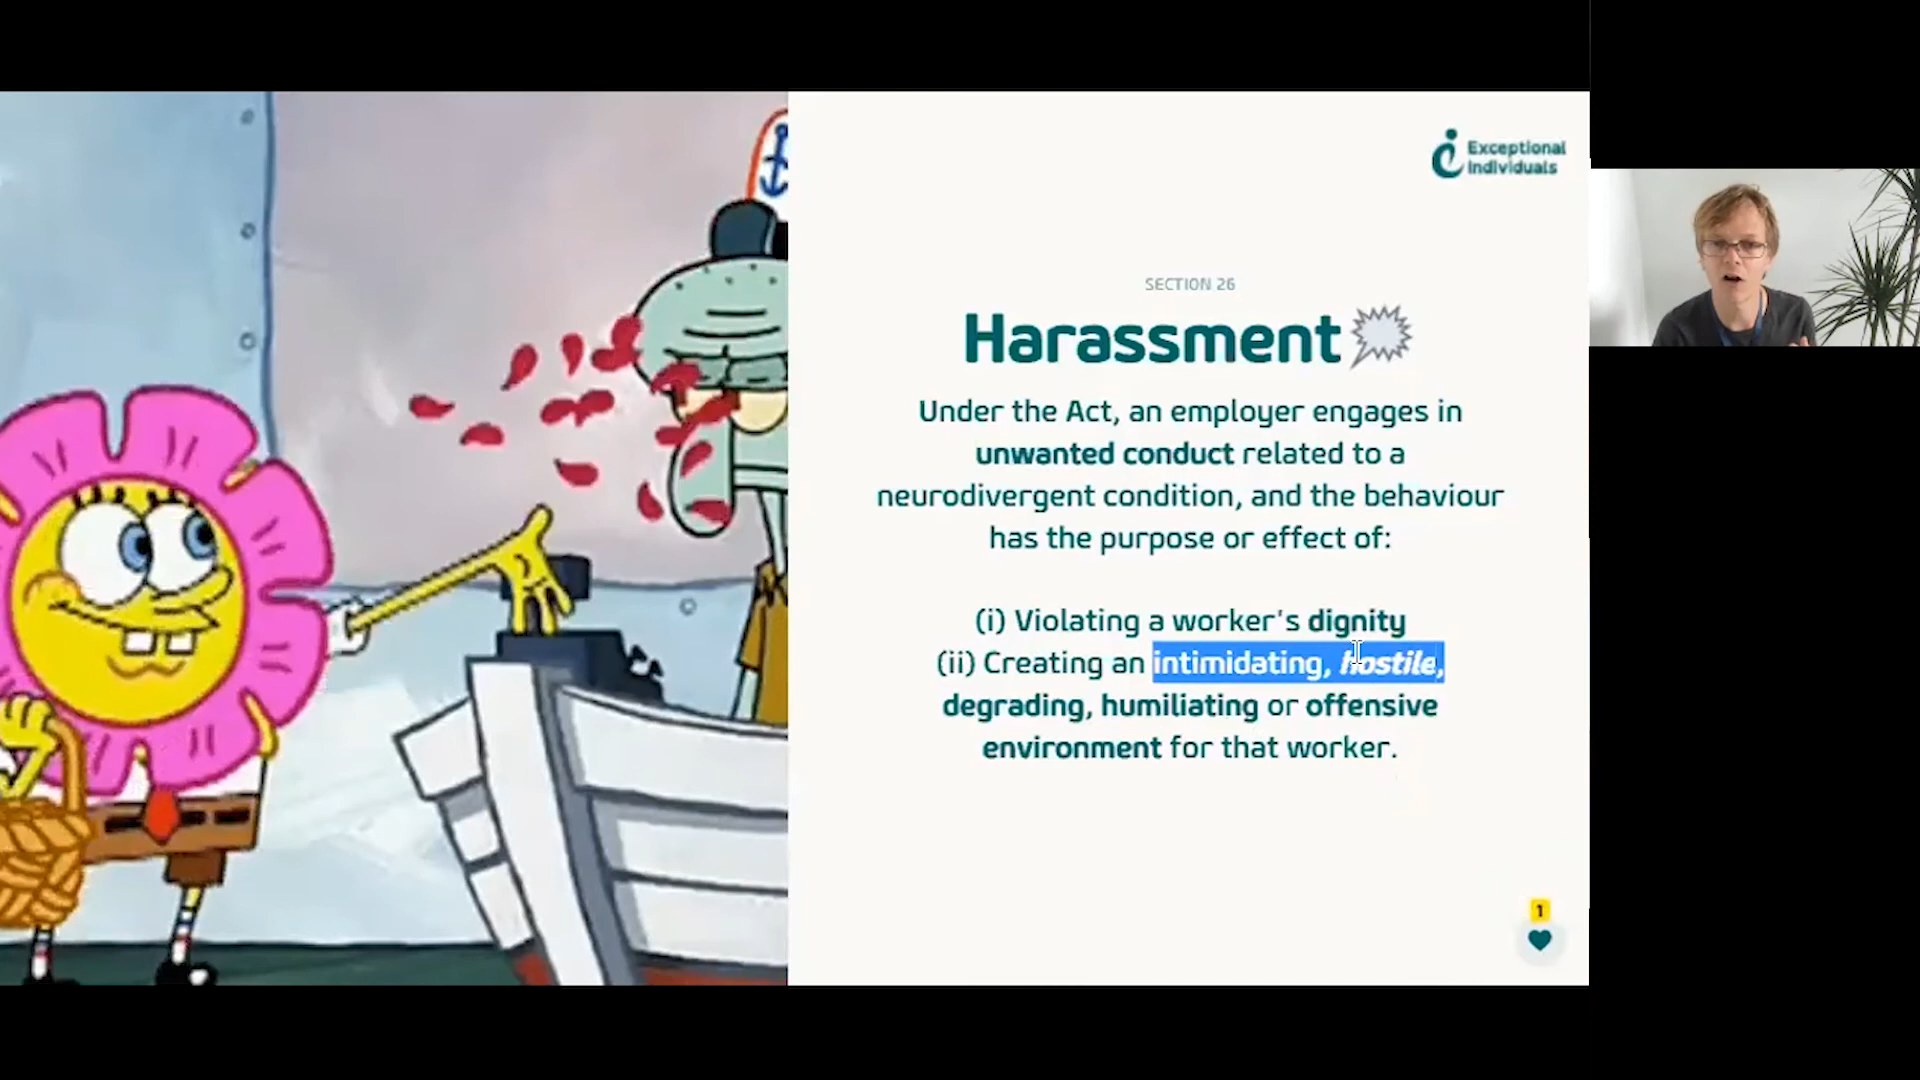 Exceptional
Individuals
SECTION 26
Harassment
Under the Act, an employer engages in
unwanted conduct related to a
neurodivergent condition, and the behaviour
has the purpose or effect of:
(i) Violating a worker's dignity
(ii) Creating an intimidating, hostile,
degrading, humiliating or offensive
environment for that worker.
1